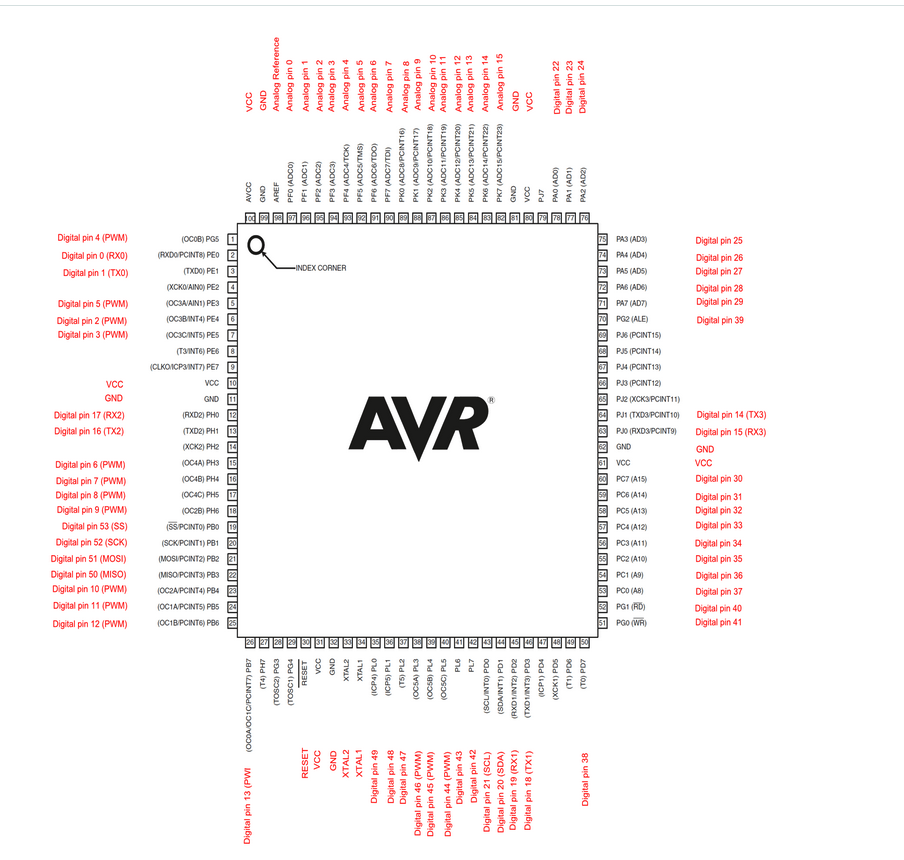 VCC
GND
Analog Reference
Analog pin 0
Analog pin 1
Analog pin 2
Analog pin 3
Analog pin 4
Analog pin 5
Analog pin 6
Analog pin 7
Analog pin 8
Analog pin 9
Analog pin 10
Analog pin 11
Analog pin 12
Analog pin 13
Analog pin 14
Analog pin 15
GND
VCC
Digital pin 22
Digital pin 23
Digital pin 24
AVCC
GND
AREF
PF0 (ADC0)
PF1 (ADC1)
PF2 (ADC2)
PF3 (ADC3)
PF4 (ADC4/TCK)
PF5 (ADC5/TMS)
PF6 (ADC6/TDO)
PF7 (ADC7/TDI)
PK0 (ADC8/PCINT16)
PK1 (ADC9/PCINT17)
PK2 (ADC10/PCINT18)
PK3 (ADC11/PCINT19)
PK4 (ADC12/PCINT20)
PK5 (ADC13/PCINT21)
PK6 (ADC14/PCINT22)
PK7 (ADC15/PCINT23)
GND
VCC
PJ7
PA0 (AD0)
PA1 (AD1)
PA2 (AD2)
100 99 98 97 96 95 94 93 92 91 90 89 88 87 86 85 84 83 82 81 80 79 78 77 76
Digital pin 4 (PWM) (OC0B) PG5 1
Digital pin 0 (RX0) (RXD0/PCINT8) PE0 2
Digital pin 1 (TX0) (TXD0) PE1 3
(XCK0/AIN0) PE2 4
Digital pin 5 (PWM) (OC3A/AIN1) PE3 5
Digital pin 2 (PWM) (OC3B/INT4) PE4 6
Digital pin 3 (PWM) (OC3C/INT5) PE5 7
(T3/INT6) PE6 8
(CLKO/ICP3/INT7) PE7 9
VCC VCC 10
GND GND 11
Digital pin 17 (RX2) (RXD2) PH0 12
Digital pin 16 (TX2) (TXD2) PH1 13
(XCK2) PH2 14
Digital pin 6 (PWM) (OC4A) PH3 15
Digital pin 7 (PWM) (OC4B) PH4 16
Digital pin 8 (PWM) (OC4C) PH5 17
Digital pin 9 (PWM) (OC2B) PH6 18
Digital pin 53 (SS) (SS/PCINT0) PB0 19
Digital pin 52 (SCK) (SCK/PCINT1) PB1 20
Digital pin 51 (MOSI) (MOSI/PCINT2) PB2 21
Digital pin 50 (MISO) (MISO/PCINT3) PB3 22
Digital pin 10 (PWM) (OC2A/PCINT4) PB4 23
Digital pin 11 (PWM) (OC1A/PCINT5) PB5 24
Digital pin 12 (PWM) (OC1B/PCINT6) PB6 25
INDEX CORNER
AVR®
75 PA3 (AD3) Digital pin 25
74 PA4 (AD4) Digital pin 26
73 PA5 (AD5) Digital pin 27
72 PA6 (AD6) Digital pin 28
71 PA7 (AD7) Digital pin 29
70 PG2 (ALE) Digital pin 39
69 PJ6 (PCINT15)
68 PJ5 (PCINT14)
67 PJ4 (PCINT13)
66 PJ3 (PCINT12)
65 PJ2 (XCK3/PCINT11)
64 PJ1 (TXD3/PCINT10) Digital pin 14 (TX3)
63 PJ0 (RXD3/PCINT9) Digital pin 15 (RX3)
62 GND GND
61 VCC VCC
60 PC7 (A15) Digital pin 30
59 PC6 (A14) Digital pin 31
58 PC5 (A13) Digital pin 32
57 PC4 (A12) Digital pin 33
56 PC3 (A11) Digital pin 34
55 PC2 (A10) Digital pin 35
54 PC1 (A9) Digital pin 36
53 PC0 (A8) Digital pin 37
52 PG1 (RD) Digital pin 40
51 PG0 (WR) Digital pin 41
26 27 28 29 30 31 32 33 34 35 36 37 38 39 40 41 42 43 44 45 46 47 48 49 50
(OC0A/OC1C/PCINT7) PB7
(T4) PH7
(TOSC2) PG3
(TOSC1) PG4
RESET
VCC
GND
XTAL2
XTAL1
(ICP4) PL0
(ICP5) PL1
(T5) PL2
(OC5A) PL3
(OC5B) PL4
(OC5C) PL5
PL6
PL7
(SCL/INT0) PD0
(SDA/INT1) PD1
(RXD1/INT2) PD2
(TXD1/INT3) PD3
(ICP1) PD4
(XCK1) PD5
(T1) PD6
(T0) PD7
Digital pin 13 (PWI
RESET
VCC
GND
XTAL2
XTAL1
Digital pin 49
Digital pin 48
Digital pin 47
Digital pin 46 (PWM)
Digital pin 45 (PWM)
Digital pin 44 (PWM)
Digital pin 43
Digital pin 42
Digital pin 21 (SCL)
Digital pin 20 (SDA)
Digital pin 19 (RX1)
Digital pin 18 (TX1)
Digital pin 38